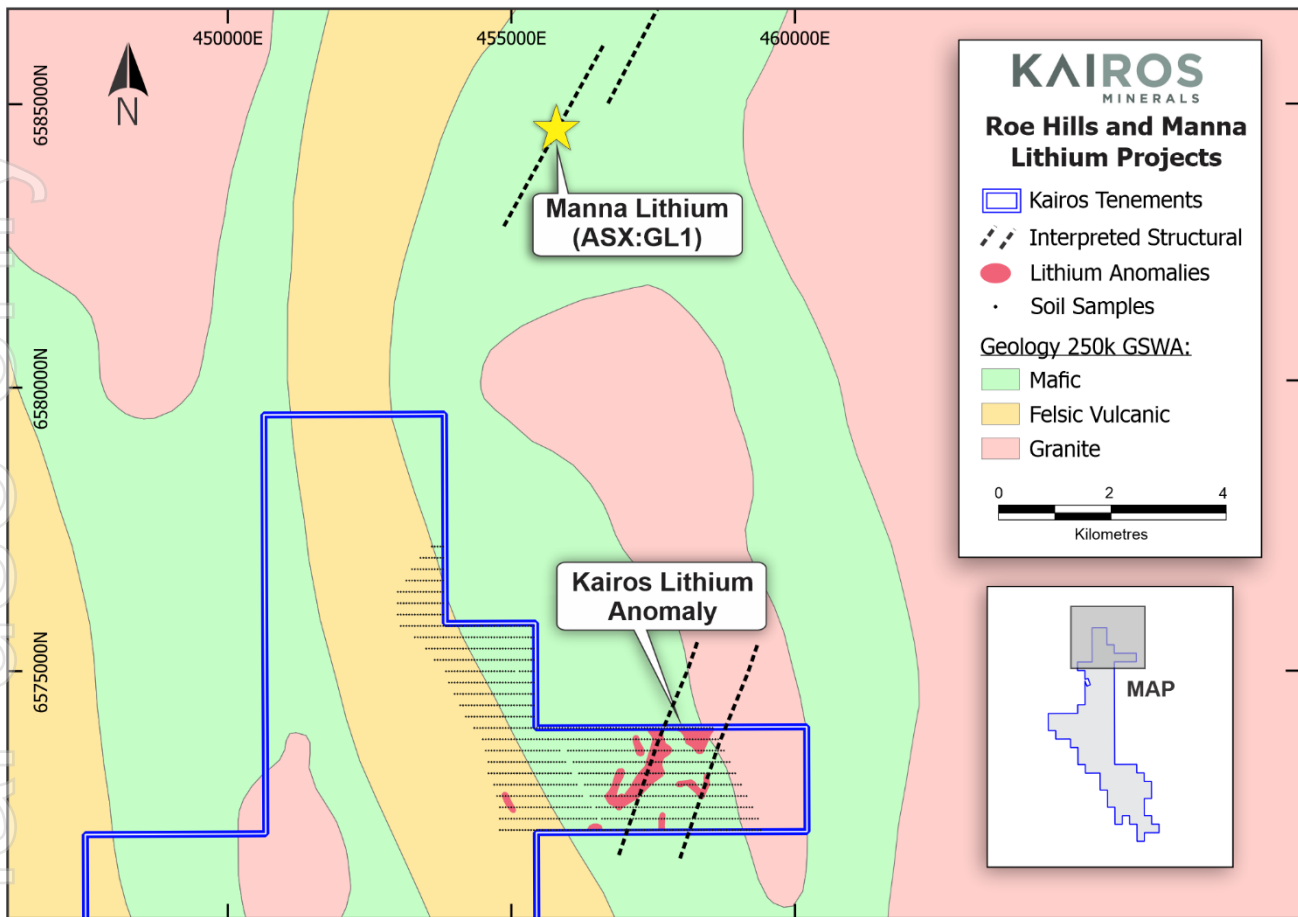 450000E
455000E
460000E
6585000N
6580000N
6575000N
N
Manna Lithium
(ASX:GL1)
Kairos Lithium
Anomaly
KAIROS
MINERALS
Roe Hills and Manna
Lithium Projects
Kairos Tenements
Interpreted Structural
Lithium Anomalies
Soil Samples
Geology 250k GSWA:
Mafic
Felsic Vulcanic
Granite
0 2 4
Kilometres
MAP